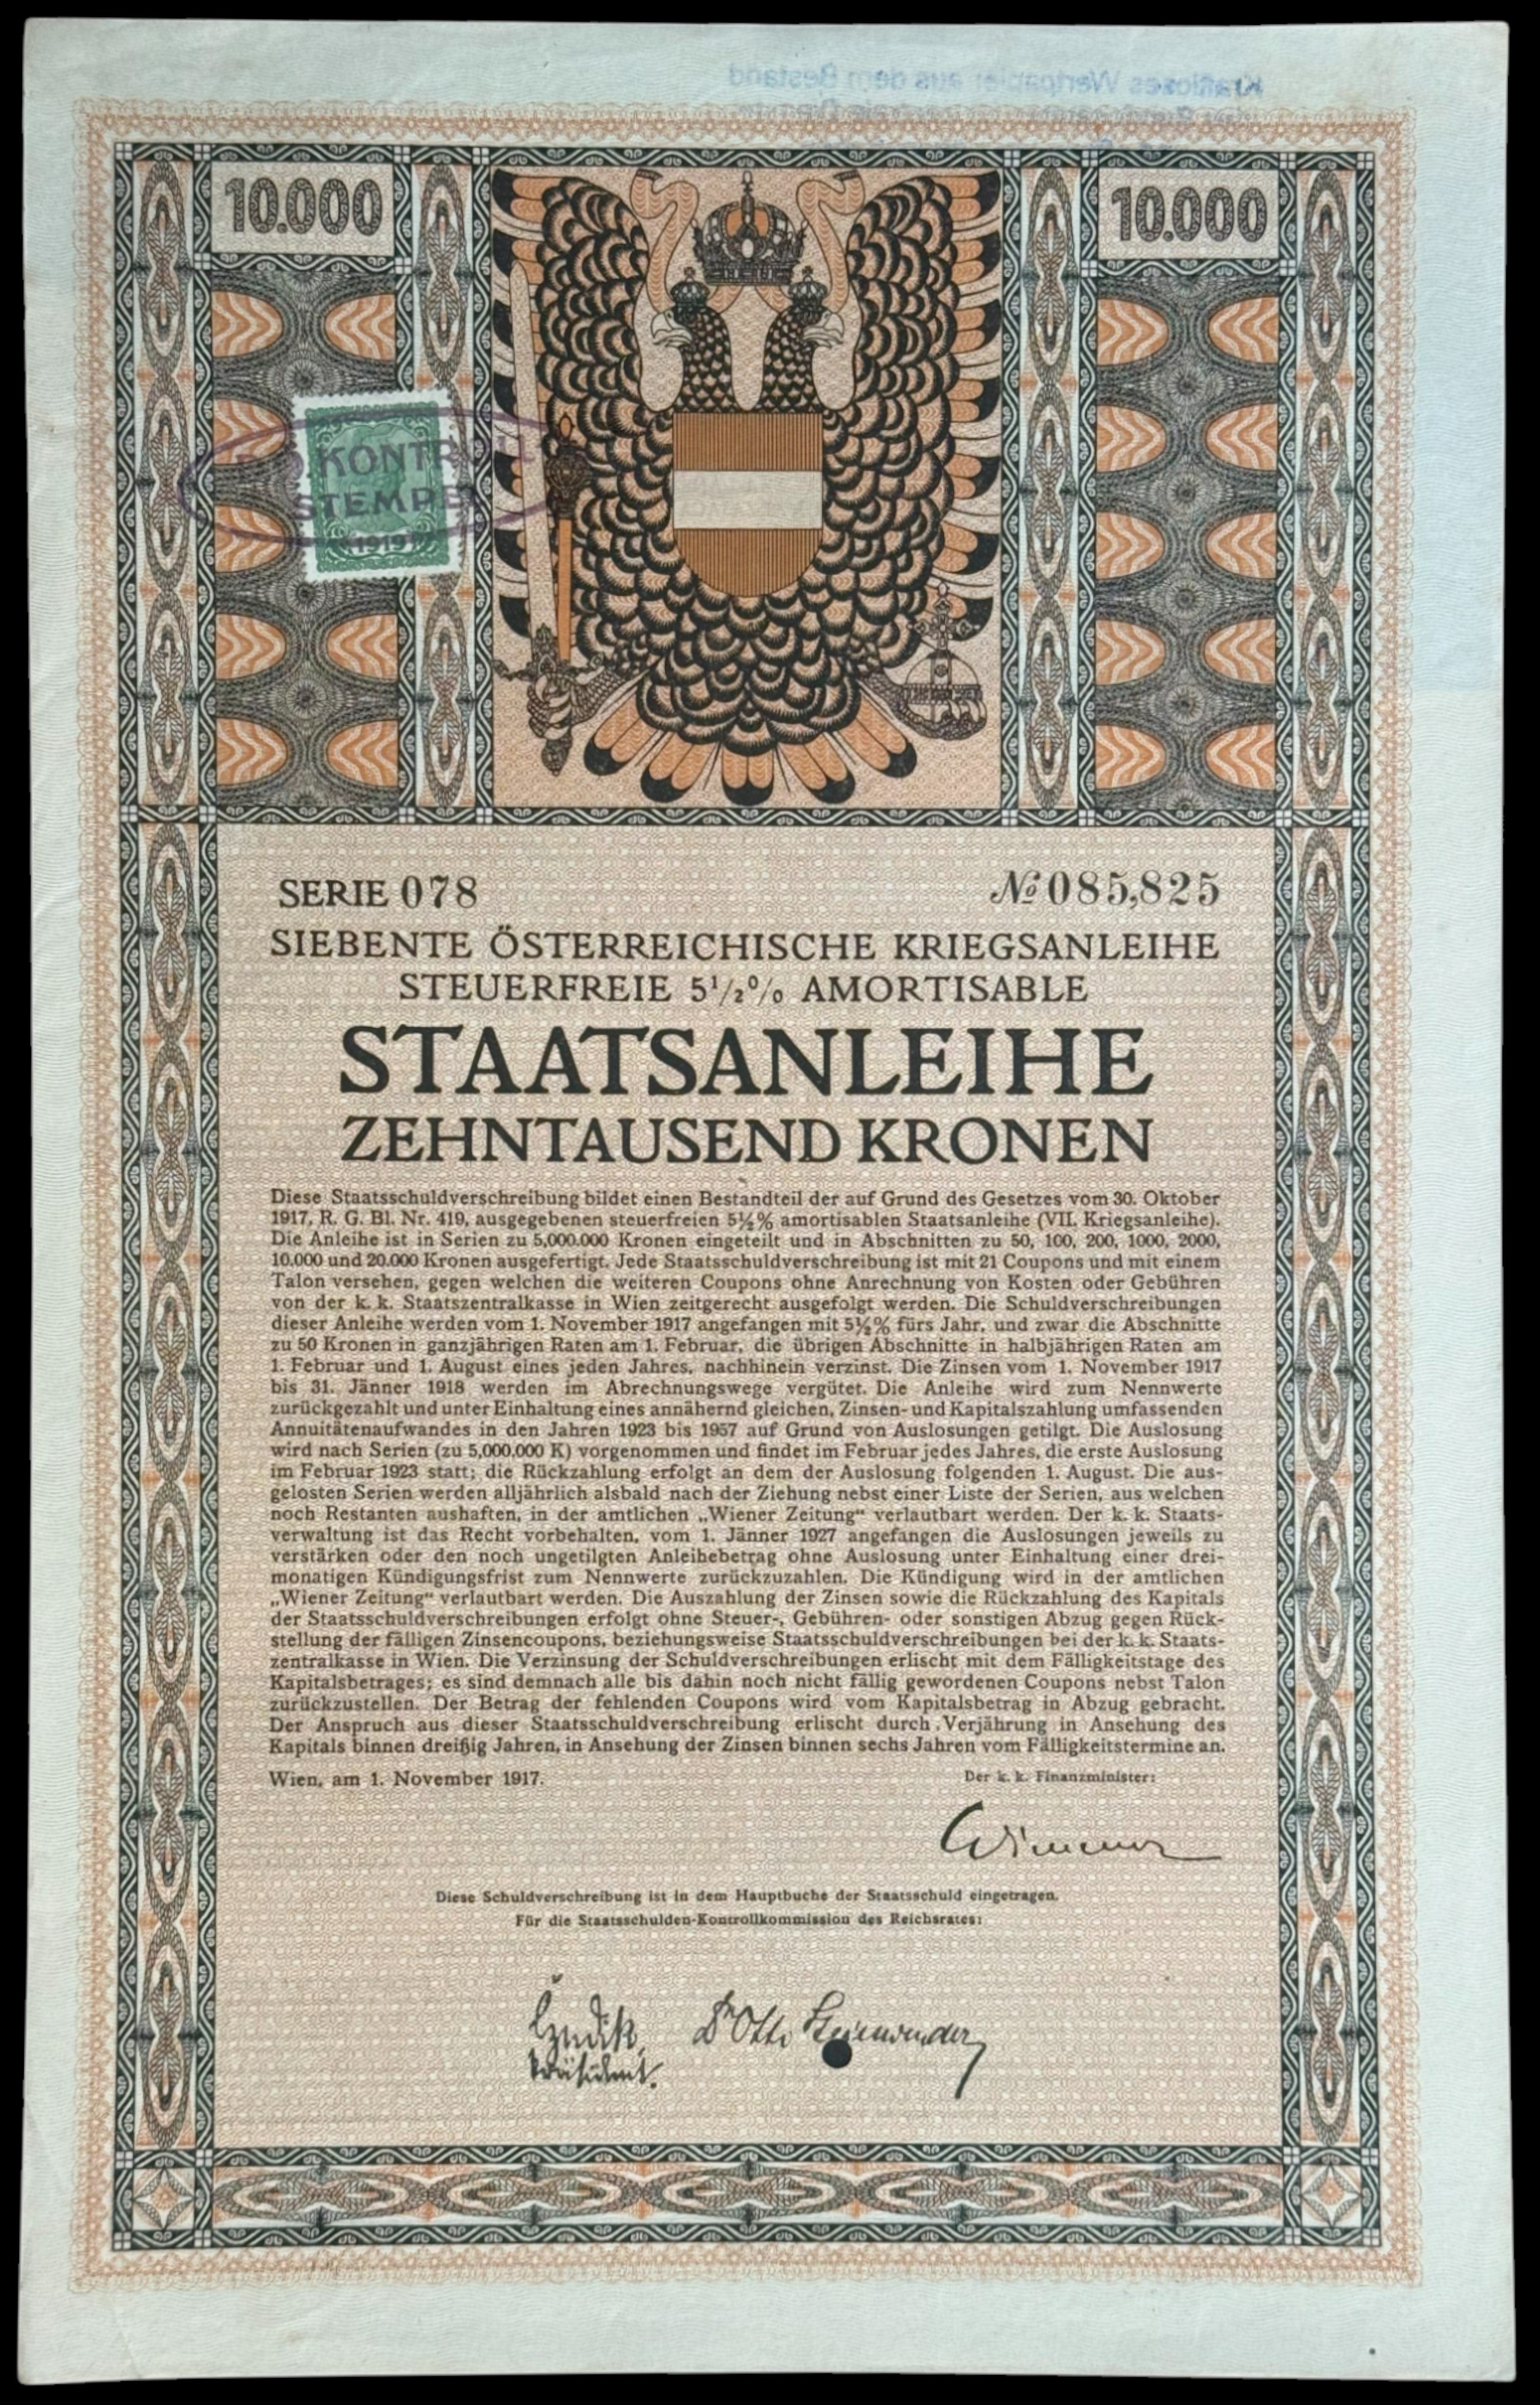 Kraftloses Wertpapier aus dem Bestand
10.000
10.000
KONTROLL
STEMPEL
1919
SERIE 078
№ 085,825
SIEBENTE ÖSTERREICHISCHE KRIEGSANLEIHE
STEUERFREIE 5½% AMORTISABLE
STAATSANLEIHE
ZEHNTAUSEND KRONEN
Diese Staatsschuldverschreibung bildet einen Bestandteil der auf Grund des Gesetzes vom 30. Oktober
1917, R. G. Bl. Nr. 419, ausgegebenen steuerfreien 5½% amortisablen Staatsanleihe (VII. Kriegsanleihe).
Die Anleihe ist in Serien zu 5,000.000 Kronen eingeteilt und in Abschnitten zu 50, 100, 200, 1000, 2000,
10.000 und 20.000 Kronen ausgefertigt. Jede Staatsschuldverschreibung ist mit 21 Coupons und mit einem
Talon versehen, gegen welchen die weiteren Coupons ohne Anrechnung von Kosten oder Gebühren
von der k. k. Staatszentralkasse in Wien zeitgerecht ausgefolgt werden. Die Schuldverschreibungen
dieser Anleihe werden vom 1. November 1917 angefangen mit 5½% fürs Jahr, und zwar die Abschnitte
zu 50 Kronen in ganzjährigen Raten am 1. Februar, die übrigen Abschnitte in halbjährigen Raten am
1. Februar und 1. August eines jeden Jahres, nachhinein verzinst. Die Zinsen vom 1. November 1917
bis 31. Jänner 1918 werden im Abrechnungswege vergütet. Die Anleihe wird zum Nennwerte
zurückgezahlt und unter Einhaltung eines annähernd gleichen, Zinsen- und Kapitalszahlung umfassenden
Annuitätenaufwandes in den Jahren 1923 bis 1957 auf Grund von Auslosungen getilgt. Die Auslosung
wird nach Serien (zu 5,000.000 K) vorgenommen und findet im Februar jedes Jahres, die erste Auslosung
im Februar 1923 statt; die Rückzahlung erfolgt an dem der Auslosung folgenden 1. August. Die aus-
gelosten Serien werden alljährlich alsbald nach der Ziehung nebst einer Liste der Serien, aus welchen
noch Restanten aushaften, in der amtlichen „Wiener Zeitung“ verlautbart werden. Der k. k. Staats-
verwaltung ist das Recht vorbehalten, vom 1. Jänner 1927 angefangen die Auslosungen jeweils zu
verstärken oder den noch ungetilgten Anleihebetrag ohne Auslosung unter Einhaltung einer drei-
monatigen Kündigungsfrist zum Nennwerte zurückzuzahlen. Die Kündigung wird in der amtlichen
„Wiener Zeitung“ verlautbart werden. Die Auszahlung der Zinsen sowie die Rückzahlung des Kapitals
der Staatsschuldverschreibungen erfolgt ohne Steuer-, Gebühren- oder sonstigen Abzug gegen Rück-
stellung der fälligen Zinsencoupons, beziehungsweise Staatsschuldverschreibungen bei der k. k. Staats-
zentralkasse in Wien. Die Verzinsung der Schuldverschreibungen erlischt mit dem Fälligkeitstage des
Kapitalsbetrages; es sind demnach alle bis dahin noch nicht fällig gewordenen Coupons nebst Talon
zurückzustellen. Der Betrag der fehlenden Coupons wird vom Kapitalsbetrag in Abzug gebracht.
Der Anspruch aus dieser Staatsschuldverschreibung erlischt durch Verjährung in Ansehung des
Kapitals binnen dreißig Jahren, in Ansehung der Zinsen binnen sechs Jahren vom Fälligkeitstermine an.
Wien, am 1. November 1917.
Der k. k. Finanzminister:
Wimmer
Diese Schuldverschreibung ist in dem Hauptbuche der Staatsschuld eingetragen.
Für die Staatsschulden-Kontrollkommission des Reichsrates:
Dr Otto Steinwender
Präsident.